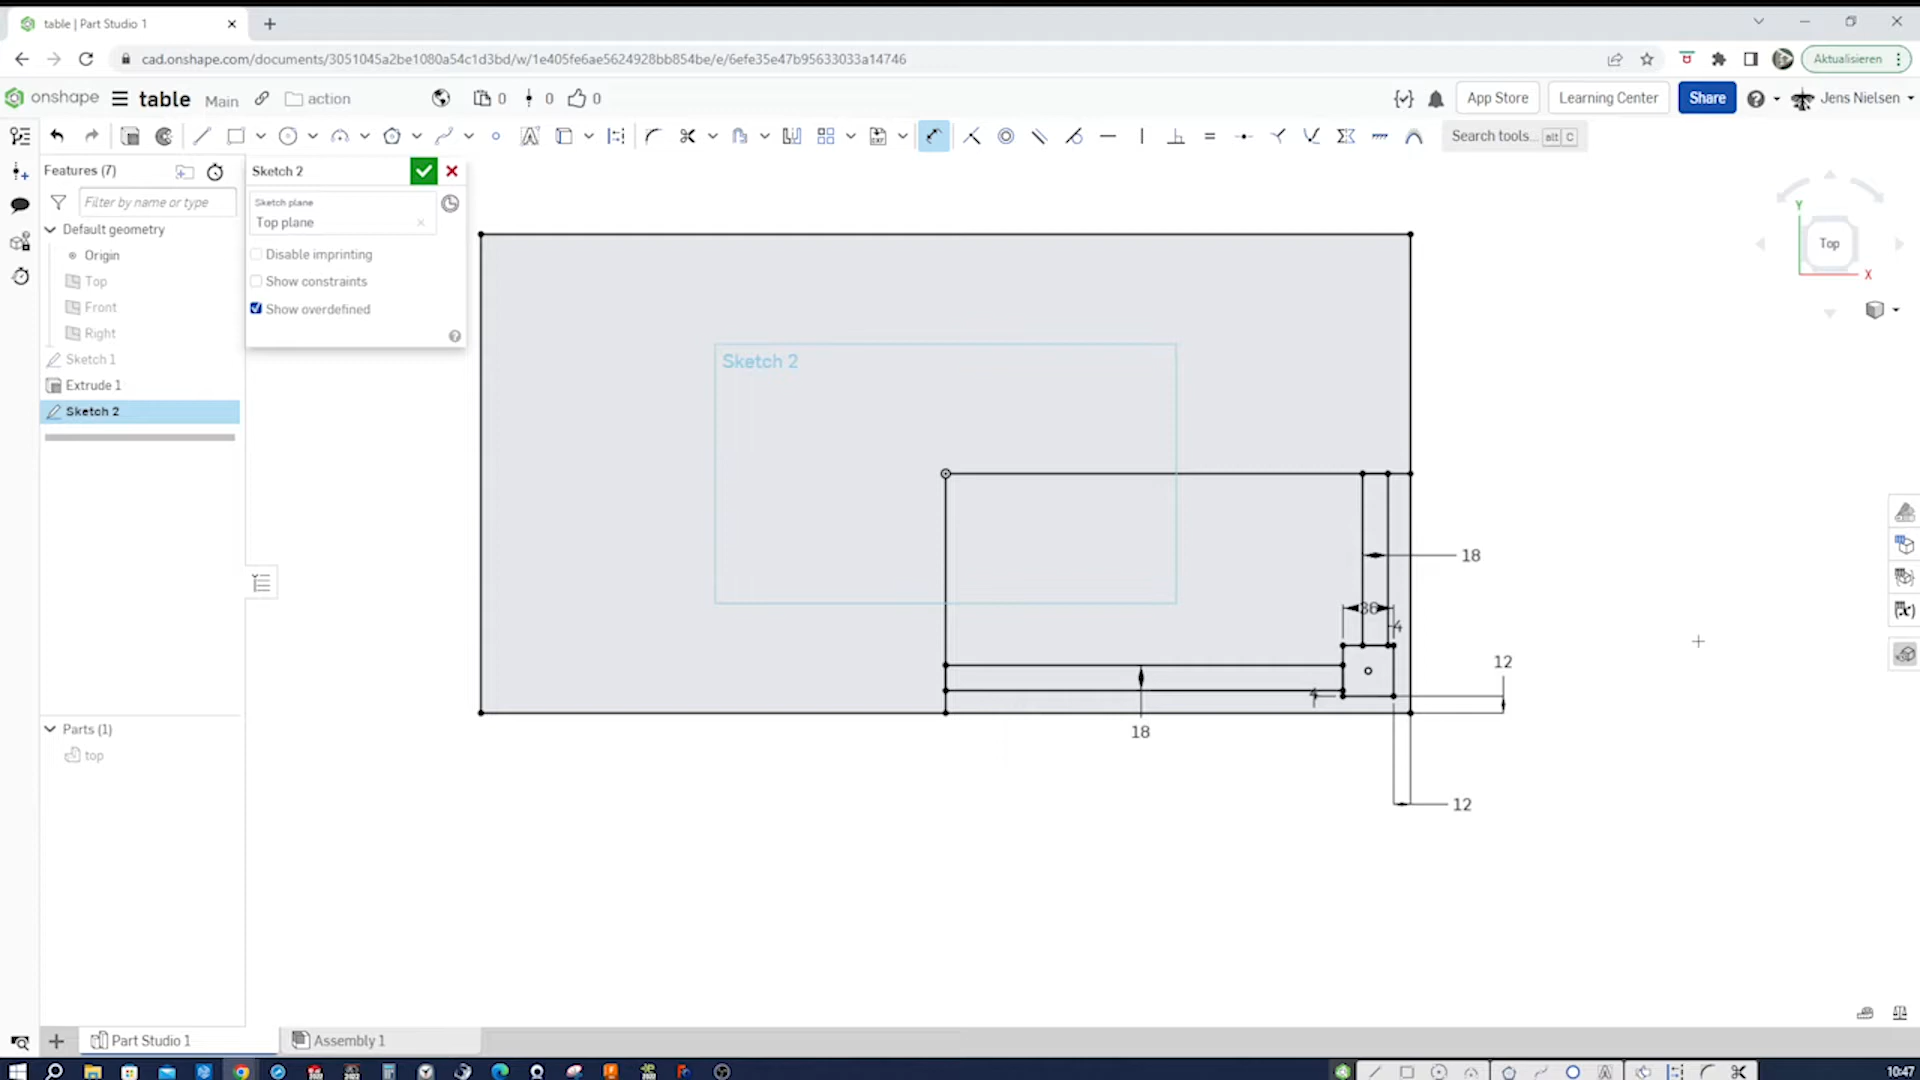 table | Part Studio 1
cad.onshape.com/documents/3051045a2be1080a54c1d3bd/w/1e405fe6ae5624928bb854be/e/6efe35e47b95633033a14746
Aktualisieren
onshape
table
Main
action
0
0
0
App Store
Learning Center
Share
Jens Nielsen
Search tools...
alt
C
Features (7)
Filter by name or type
Default geometry
Origin
Top
Front
Right
Sketch 1
Extrude 1
Sketch 2
Sketch 2
Sketch plane
Top plane
Disable imprinting
Show constraints
Show overdefined
Sketch 2
Y
Top
X
18
36
4
12
4
18
12
Parts (1)
top
Part Studio 1
Assembly 1
10:47